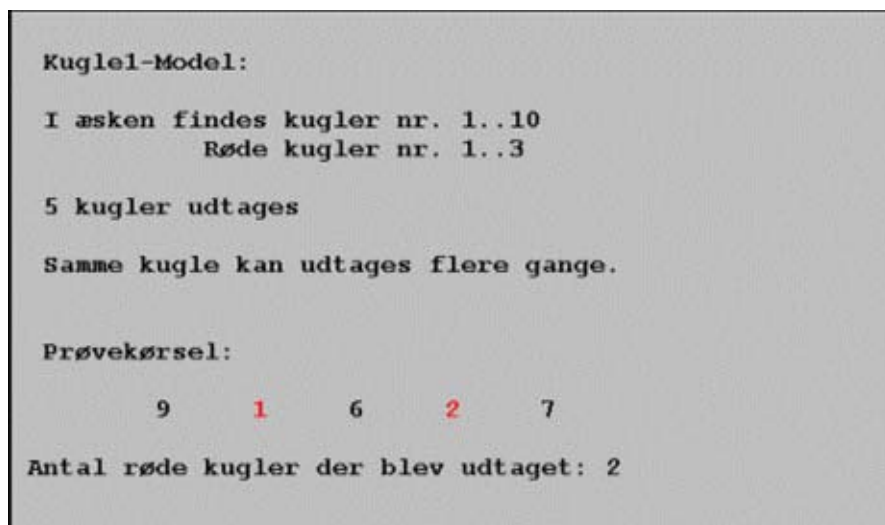 Kugle1-Model:
I æsken findes kugler nr. 1..10
Røde kugler nr. 1..3
5 kugler udtages
Samme kugle kan udtages flere gange.
Prøvekørsel:
9 1 6 2 7
Antal røde kugler der blev udtaget: 2